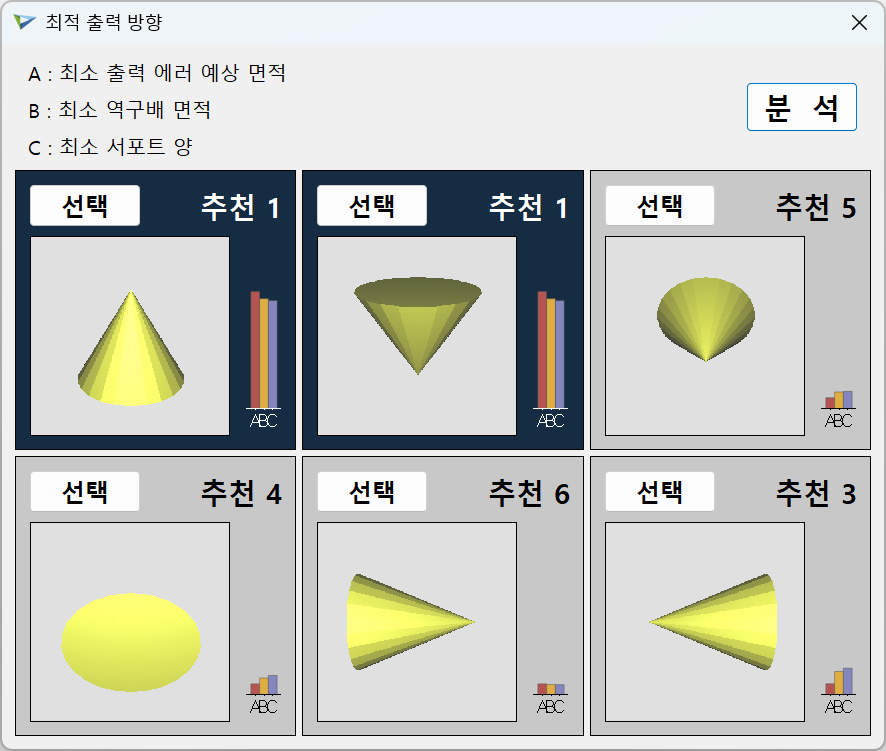 최적 출력 방향
A : 최소 출력 에러 예상 면적
B : 최소 역구배 면적
C : 최소 서포트 양
분 석
선택 추천 1
ABC
선택 추천 1
ABC
선택 추천 5
ABC
선택 추천 4
ABC
선택 추천 6
ABC
선택 추천 3
ABC